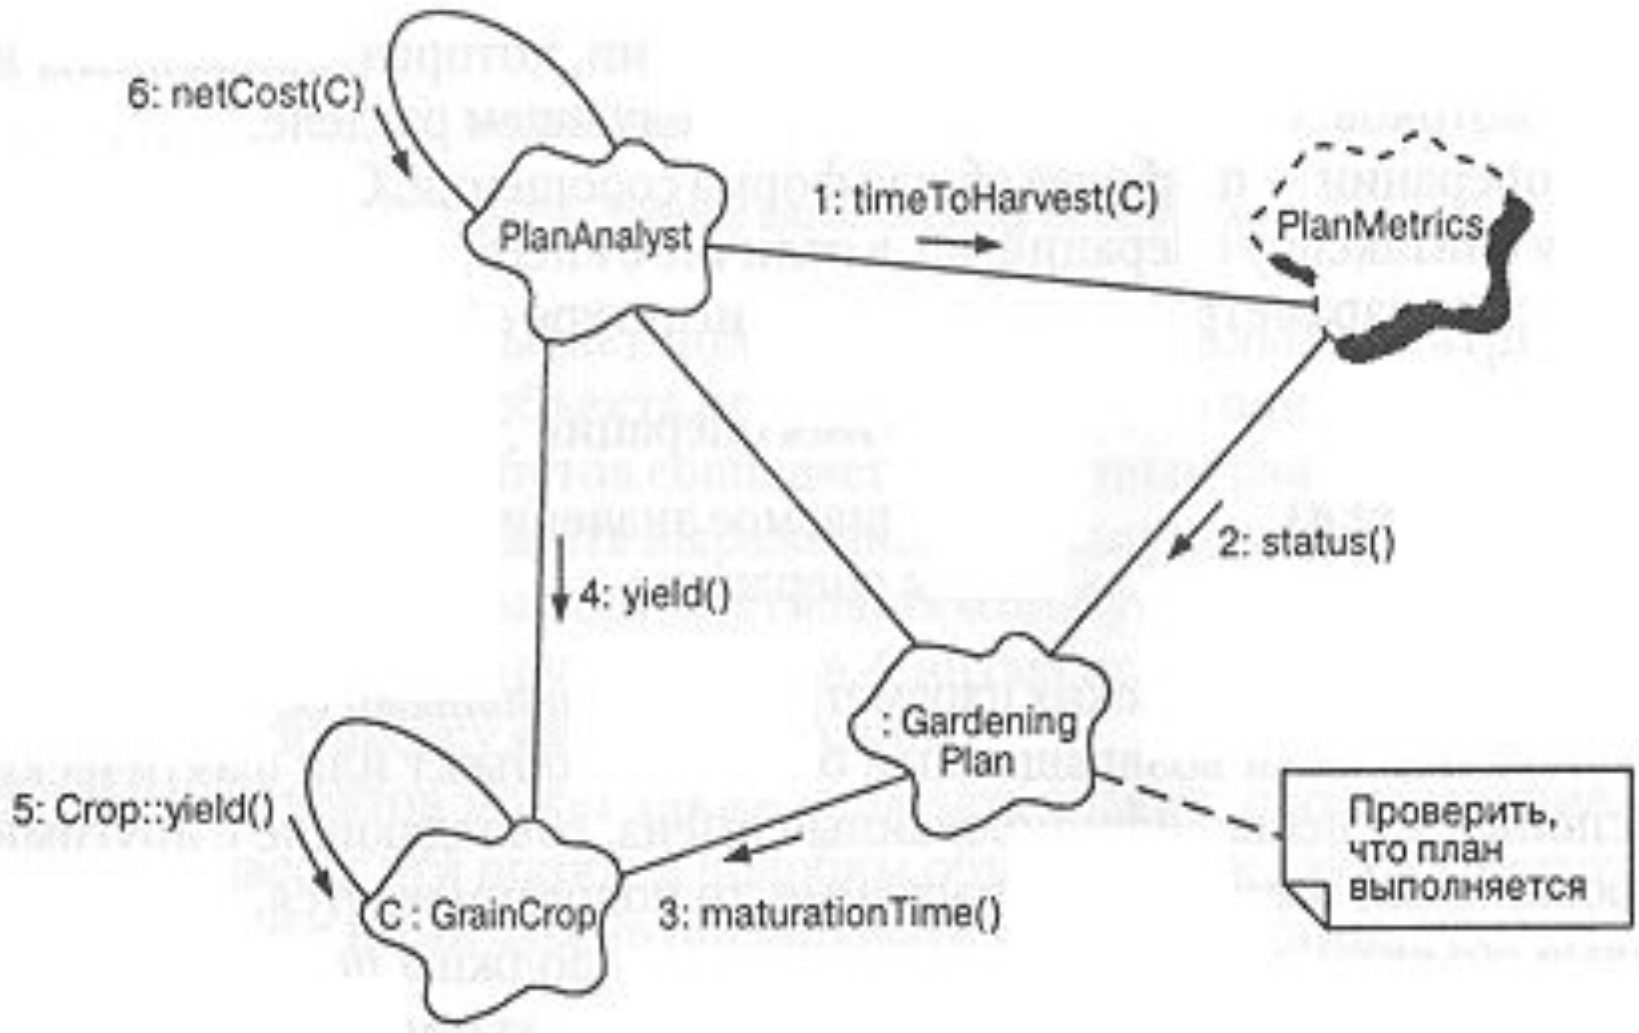 6: netCost(C)
1: timeToHarvest(C)
PlanAnalyst
PlanMetrics
2: status()
4: yield()
: Gardening
Plan
5: Crop::yield()
Проверить,
что план
выполняется
C : GrainCrop
3: maturationTime()